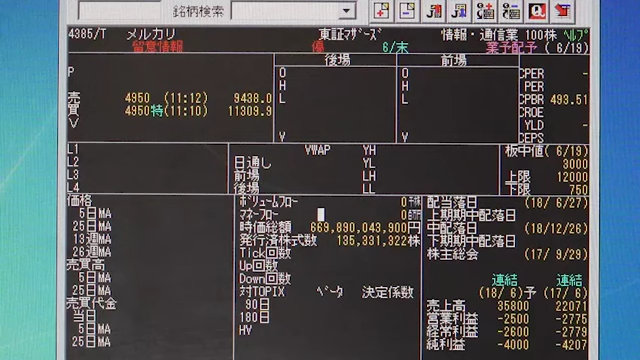 銘柄検索
4385/T メルカリ 東証マザーズ 情報・通信業 100株 ヘルプ
留意情報 優 6/末 業予配予 (6/19)
後場 前場
P O O CPER -
H H PER -
L L CPBR 493.51
売 4950 (11:12) 9438.0 CROE
買 4950特(11:10) 11309.9 YLD -
V V V CEPS -
L1 VWAP YH 板中値(6/19)
L2 日通し YL 3000
L3 前場 LH 上限 12000
L4 後場 LL 下限 750
価格 ボリュームフロー 0千株 配当落日 (18/6/27)
5日MA マネーフロー 0百万円 上期期中配落日
25日MA 時価総額 669,890,043,900円 中配落日 (18/12/26)
13週MA 発行済株式数 135,331,322株 下期期中配落日
26週MA Tick回数 株主総会 (17/9/29)
売買高 Up回数
5日MA Down回数 連結 連結
25日MA 対TOPIX ベータ 決定係数 (18/6)予 (17/6)
売買代金 90日 売上高 35800 22071
当日 180日 営業利益 -2500 -2775
5日MA HY 経常利益 -2600 -2779
25日MA 純利益 -4000 -4207